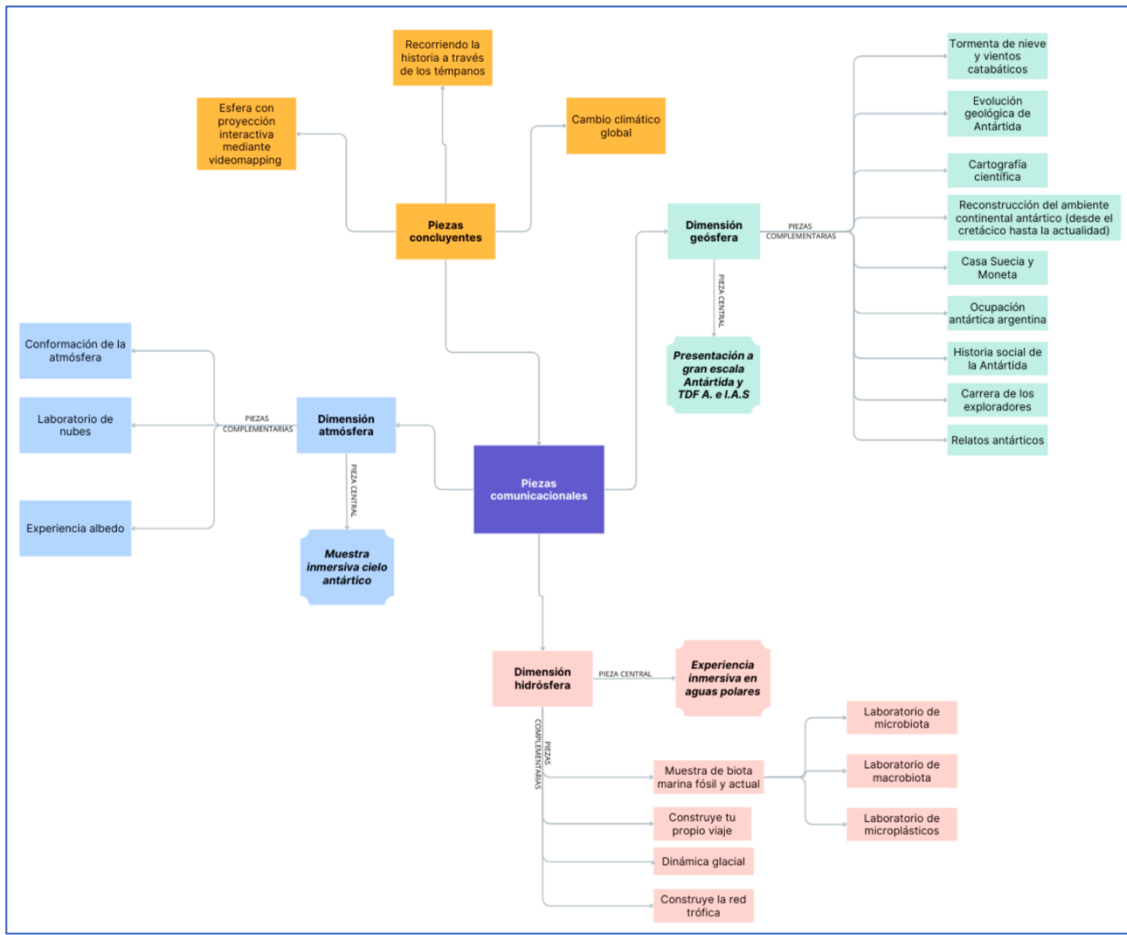 Recorriendo la
historia a través
de los témpanos
Esfera con
proyección
interactiva
mediante
videomapping
Cambio climático
global
Piezas
concluyentes
Tormenta de nieve
y vientos
catabáticos
Evolución
geológica de
Antártida
Cartografía
científica
Reconstrucción del ambiente
continental antártico (desde el
cretácico hasta la actualidad)
Casa Suecia y
Moneta
Ocupación
antártica argentina
Historia social de
la Antártida
Carrera de los
exploradores
Relatos antárticos
Dimensión
geósfera
PIEZAS
COMPLEMENTARIAS
PIEZA CENTRAL
Presentación a
gran escala
Antártida y
TDF A. e I.A.S
Conformación de la
atmósfera
Laboratorio de
nubes
Experiencia albedo
PIEZAS
COMPLEMENTARIAS
Dimensión
atmósfera
PIEZA CENTRAL
Muestra
inmersiva cielo
antártico
Piezas
comunicacionales
Dimensión
hidrósfera
PIEZA CENTRAL
Experiencia
inmersiva en
aguas polares
PIEZAS
COMPLEMENTARIAS
Muestra de biota
marina fósil y actual
Construye tu
propio viaje
Dinámica glacial
Construye la red
trófica
Laboratorio de
microbiota
Laboratorio de
macrobiota
Laboratorio de
microplásticos